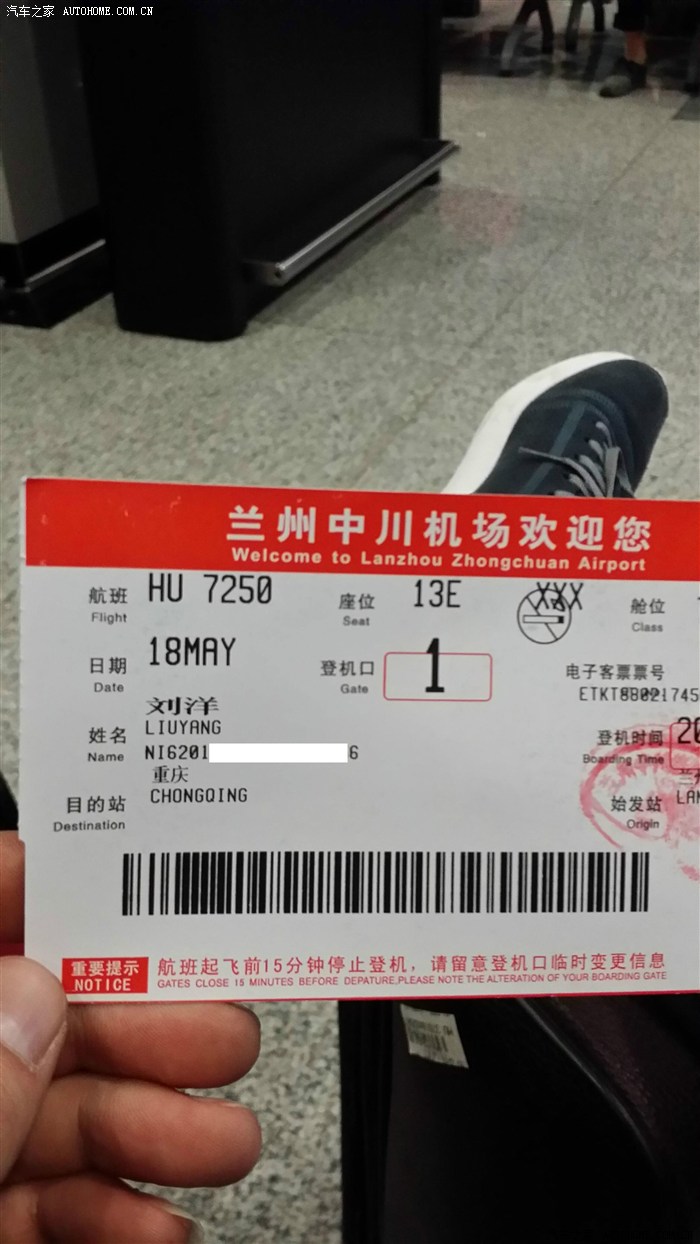 汽车之家 AUTOHOME.COM.CN
兰州中川机场欢迎您
Welcome to Lanzhou Zhongchuan Airport
航班 HU 7250 座位 13E XXX 舱位
Flight Seat Class
日期 18MAY 登机口 1 电子客票票号
Date Gate ETKT
刘洋
姓名 LIUYANG 登机时间 20
Name NI6201 6 Boarding Time
重庆
目的站 CHONGQING 始发站 LAN
Destination Origin
重要提示 航班起飞前15分钟停止登机，请留意登机口临时变更信息
NOTICE GATES CLOSE 15 MINUTES BEFORE DEPATURE,PLEASE NOTE THE ALTERATION OF YOUR BOARDING GATE